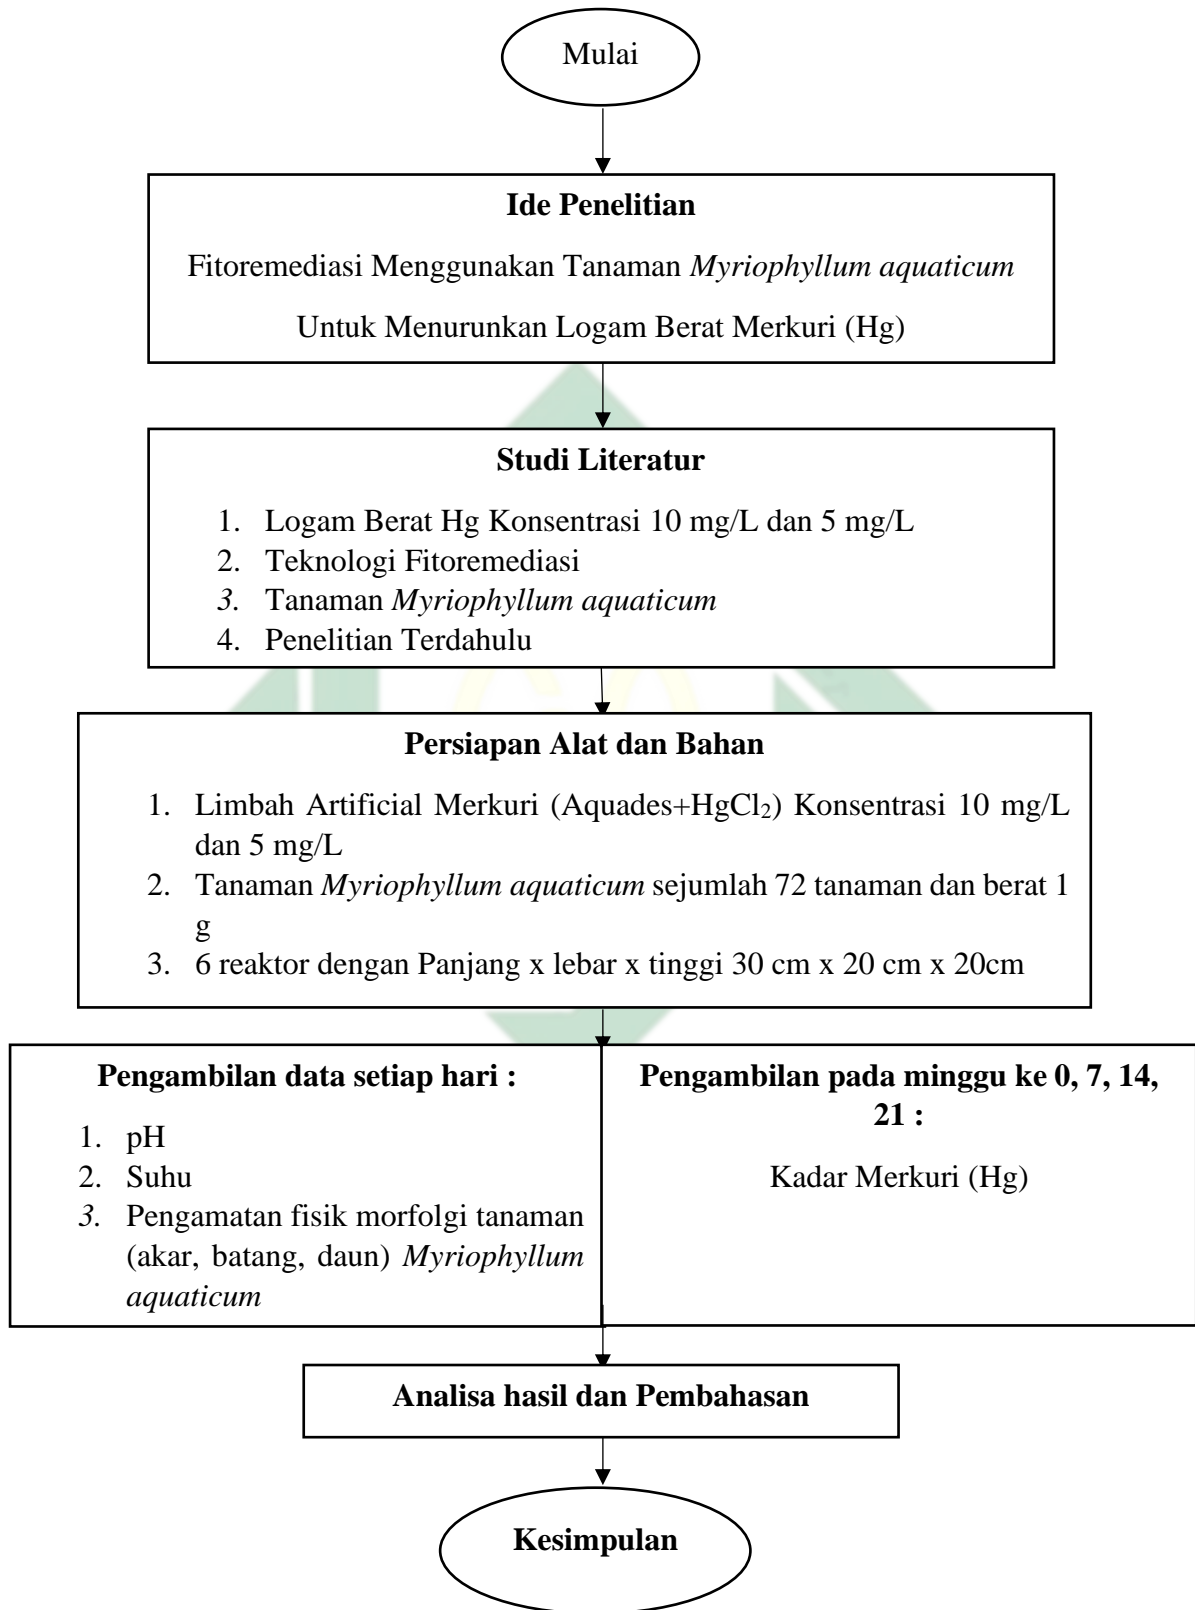 Mulai
Ide Penelitian
Fitoremediasi Menggunakan Tanaman Myriophyllum aquaticum
Untuk Menurunkan Logam Berat Merkuri (Hg)
Studi Literatur
1. Logam Berat Hg Konsentrasi 10 mg/L dan 5 mg/L
2. Teknologi Fitoremediasi
3. Tanaman Myriophyllum aquaticum
4. Penelitian Terdahulu
Persiapan Alat dan Bahan
1. Limbah Artificial Merkuri (Aquades+HgCl₂) Konsentrasi 10 mg/L
dan 5 mg/L
2. Tanaman Myriophyllum aquaticum sejumlah 72 tanaman dan berat 1
g
3. 6 reaktor dengan Panjang x lebar x tinggi 30 cm x 20 cm x 20cm
Pengambilan data setiap hari :
1. pH
2. Suhu
3. Pengamatan fisik morfolgi tanaman
(akar, batang, daun) Myriophyllum
aquaticum
Pengambilan pada minggu ke 0, 7, 14,
21 :
Kadar Merkuri (Hg)
Analisa hasil dan Pembahasan
Kesimpulan